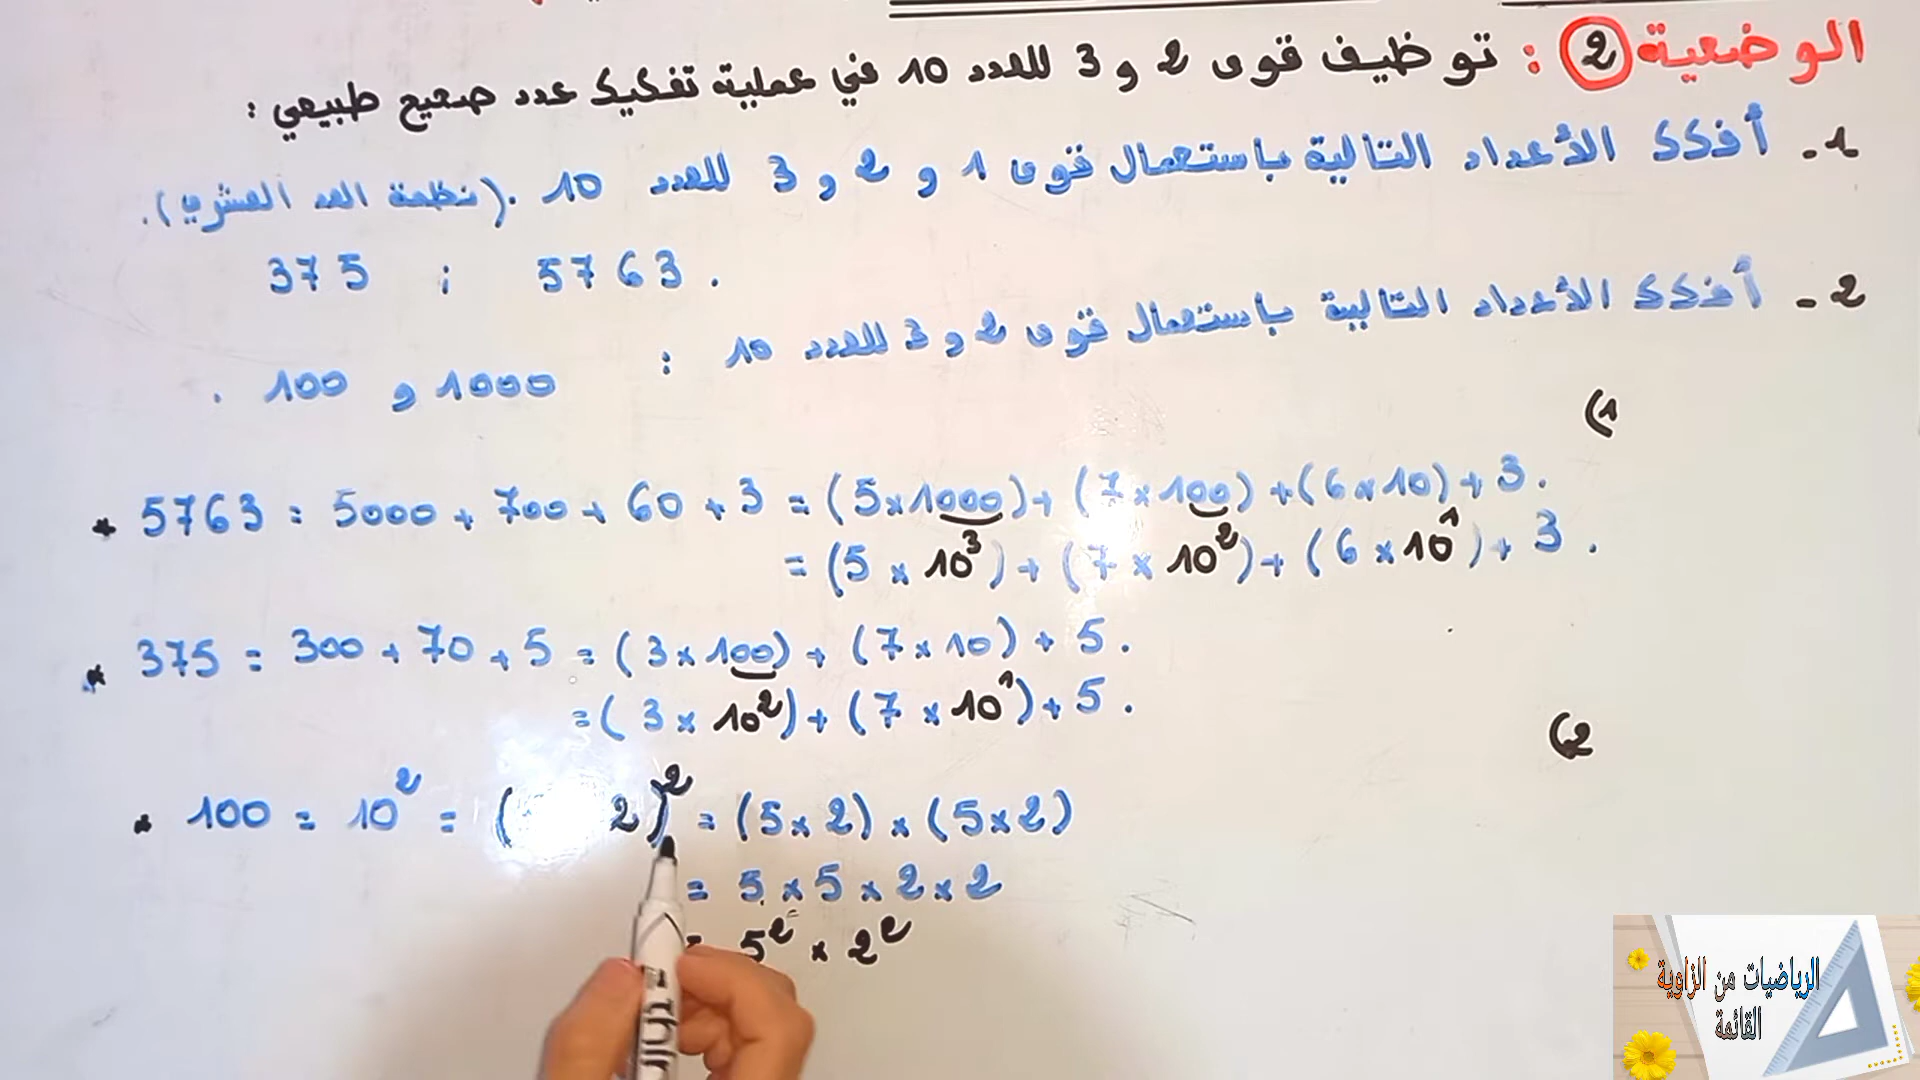 الوضعية 2 : توظيف قوى 2 و 3 للعدد 10 في عملية تفكيك عدد صحيح طبيعي :
1 - أفكك الأعداد التالية باستعمال قوى 1 و 2 و 3 للعدد 10 . (نظمة العد العشري).
375 ; 5763 .
2 - أفكك الأعداد التالية باستعمال قوى 2 و 3 للعدد 10 :
1000 و 100 .
(1
* 5763 = 5000 + 700 + 60 + 3 = (5×1000) + (7×100) + (6×10) + 3.
= (5 × 10³) + (7 × 10²) + (6 × 10¹) + 3 .
* 375 = 300 + 70 + 5 = (3×100) + (7×10) + 5 .
= (3 × 10²) + (7 × 10¹) + 5 .
(2
* 100 = 10² = ( 2)² = (5×2) × (5×2)
= 5 × 5 × 2 × 2
= 5² × 2²
الرياضيات من الزاوية
القائمة